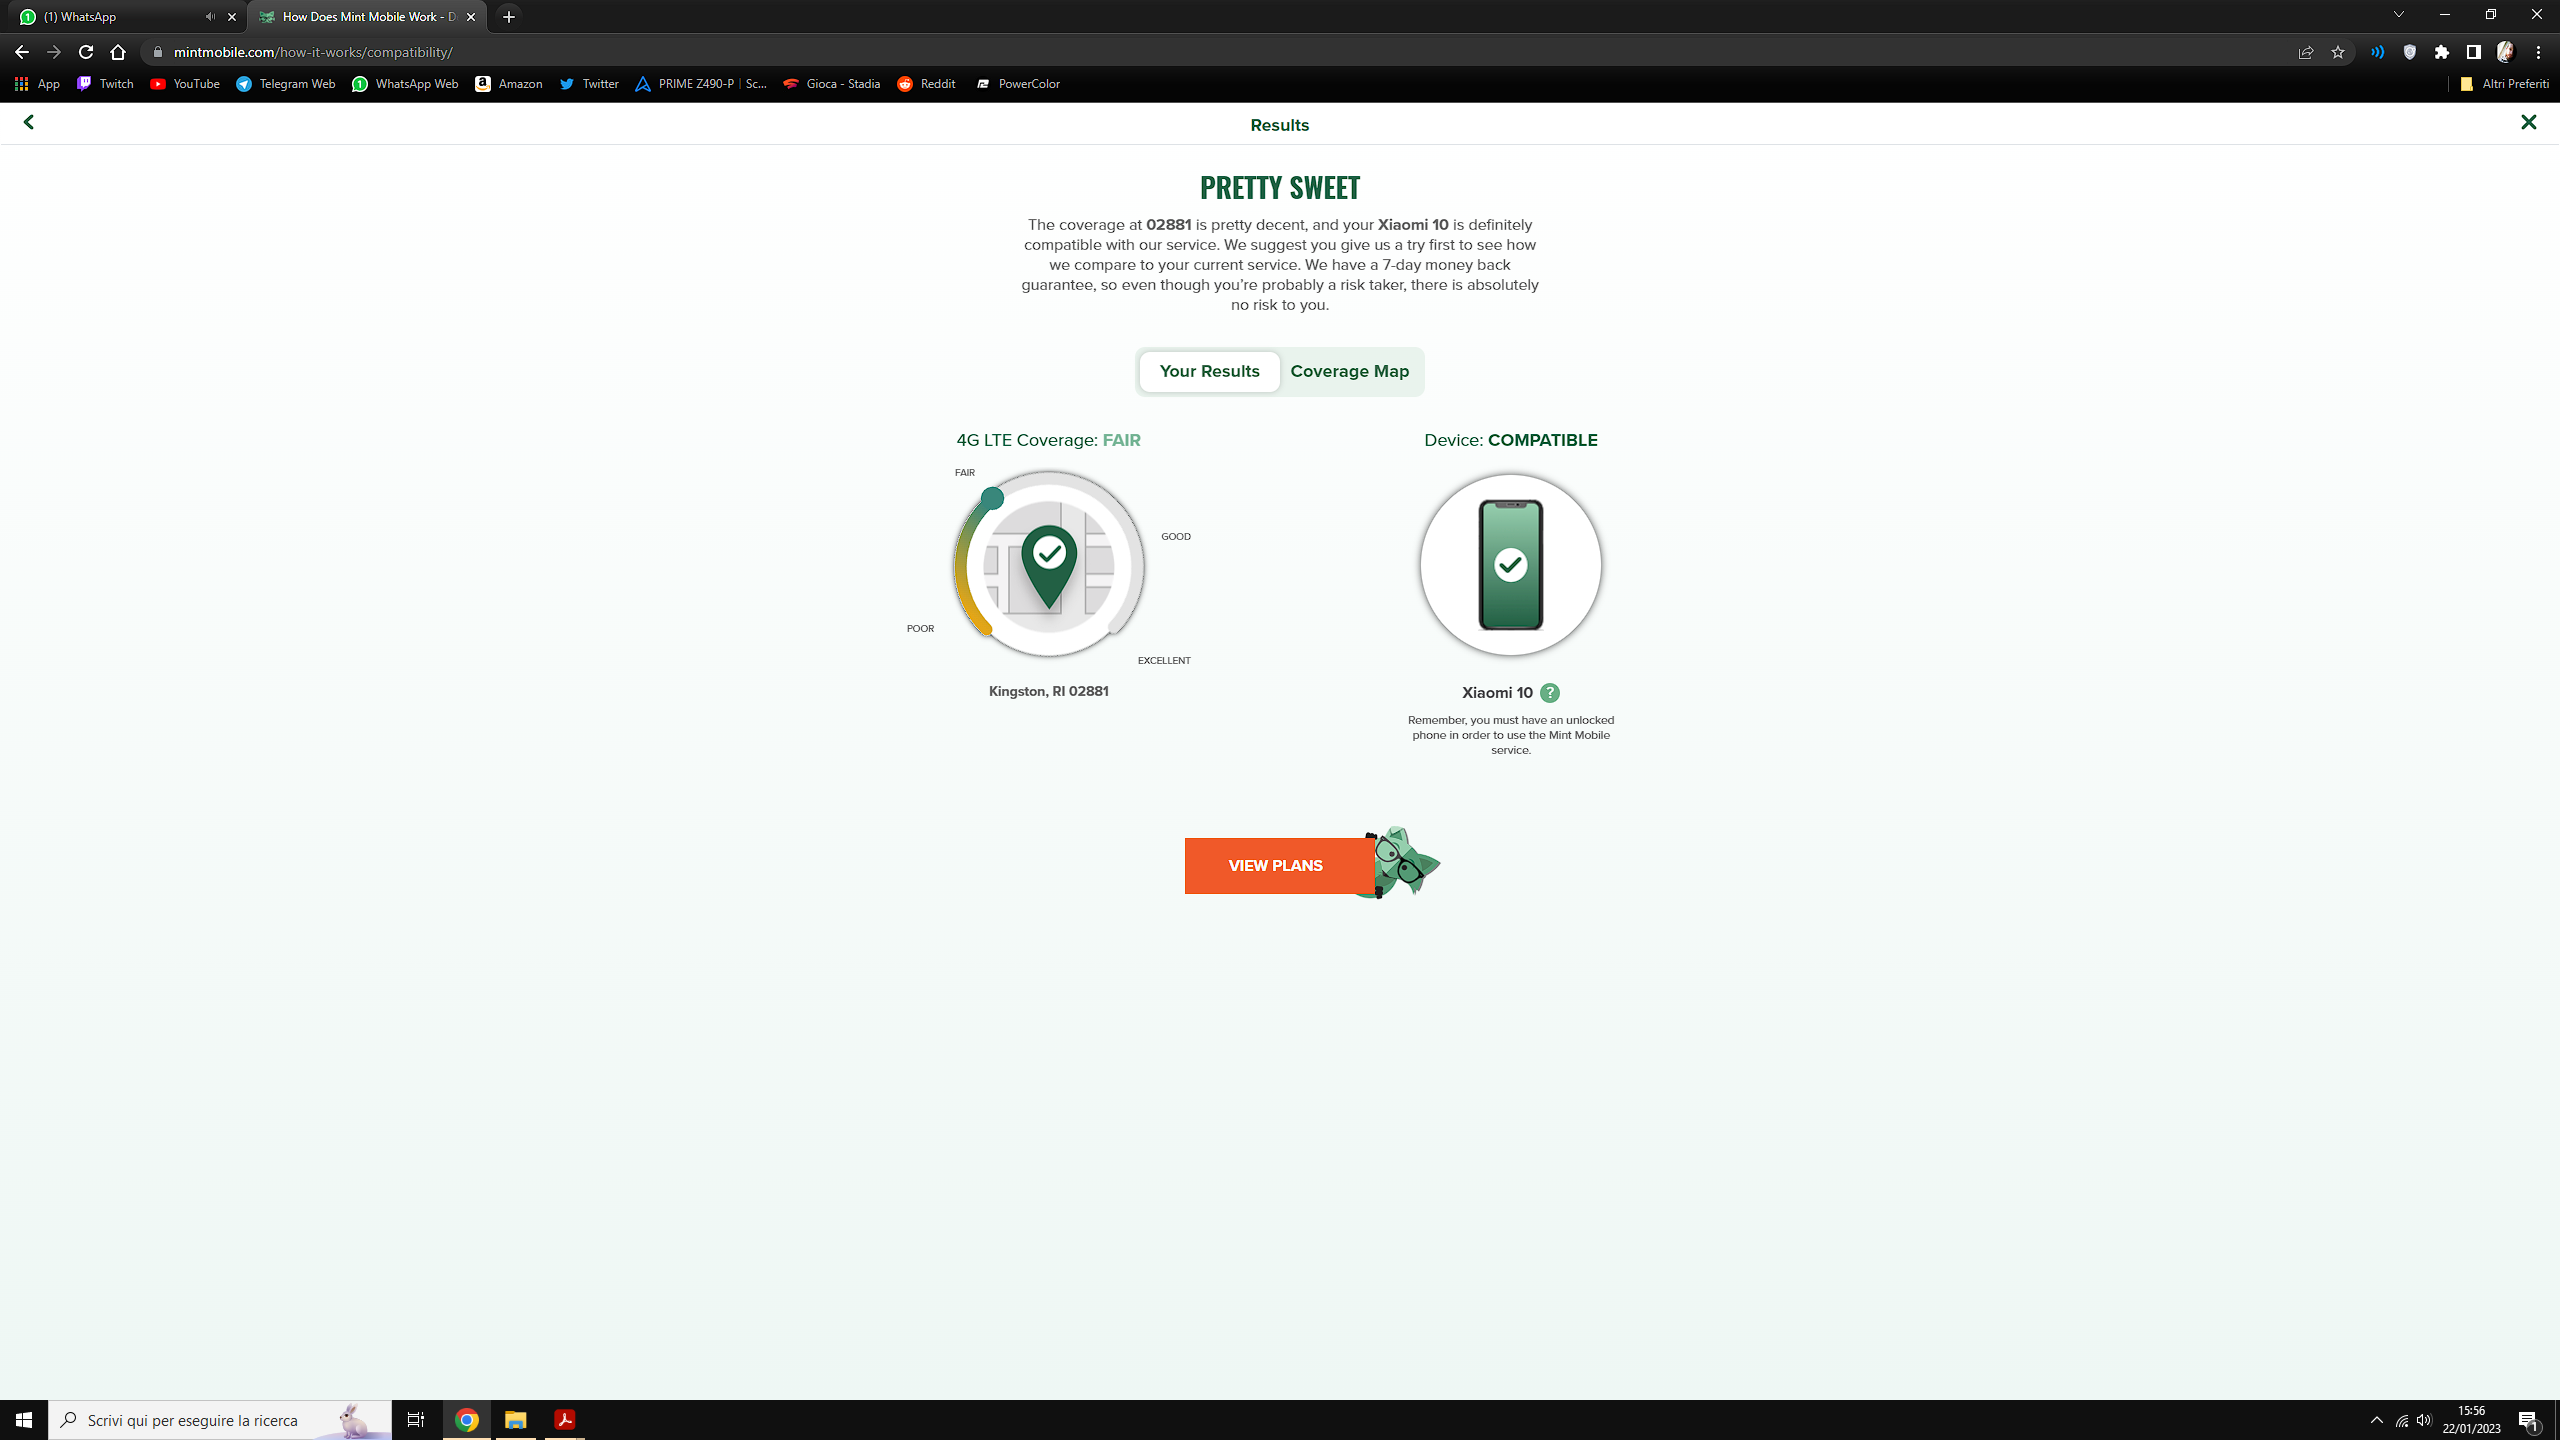 (1) WhatsApp
How Does Mint Mobile Work - D
mintmobile.com/how-it-works/compatibility/
App Twitch YouTube Telegram Web WhatsApp Web Amazon Twitter PRIME Z490-P | Sc... Gioca - Stadia Reddit PowerColor Altri Preferiti
Results
PRETTY SWEET
The coverage at 02881 is pretty decent, and your Xiaomi 10 is definitely
compatible with our service. We suggest you give us a try first to see how
we compare to your current service. We have a 7-day money back
guarantee, so even though you're probably a risk taker, there is absolutely
no risk to you.
Your Results Coverage Map
4G LTE Coverage: FAIR
FAIR
GOOD
POOR
EXCELLENT
Kingston, RI 02881
Device: COMPATIBLE
Xiaomi 10 ?
Remember, you must have an unlocked
phone in order to use the Mint Mobile
service.
VIEW PLANS
Scrivi qui per eseguire la ricerca
15:56
22/01/2023
1